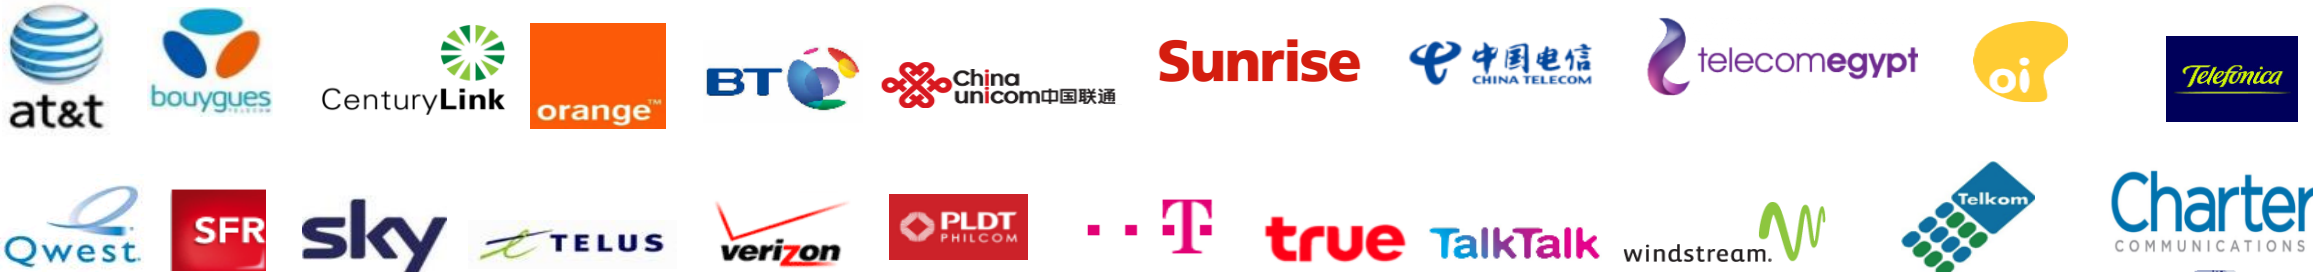 at&t
bouygues
TELECOM
CenturyLink
orange™
BT
China
unicom中国联通
Sunrise
中国电信
CHINA TELECOM
telecomegypt
oi
Telefónica
Qwest.
SFR
sky
TELUS
verizon
PLDT
PHILCOM
T
true
TalkTalk
windstream.
Telkom
Charter
COMMUNICATIONS